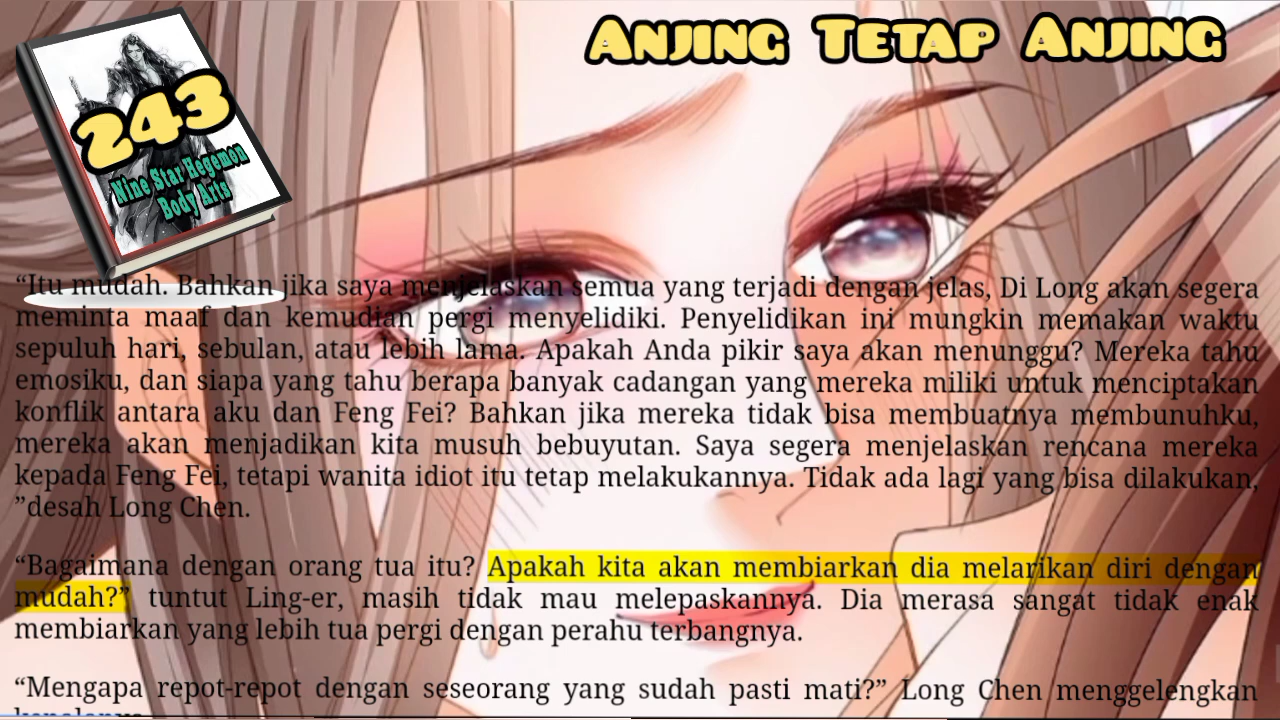 Anjing Tetap Anjing
243
Nine Star Hegemon
Body Arts
“Itu mudah. Bahkan jika saya menjelaskan semua yang terjadi dengan jelas, Di Long akan segera
meminta maaf dan kemudian pergi menyelidiki. Penyelidikan ini mungkin memakan waktu
sepuluh hari, sebulan, atau lebih lama. Apakah Anda pikir saya akan menunggu? Mereka tahu
emosiku, dan siapa yang tahu berapa banyak cadangan yang mereka miliki untuk menciptakan
konflik antara aku dan Feng Fei? Bahkan jika mereka tidak bisa membuatnya membunuhku,
mereka akan menjadikan kita musuh bebuyutan. Saya segera menjelaskan rencana mereka
kepada Feng Fei, tetapi wanita idiot itu tetap melakukannya. Tidak ada lagi yang bisa dilakukan,
”desah Long Chen.
“Bagaimana dengan orang tua itu? Apakah kita akan membiarkan dia melarikan diri dengan
mudah?” tuntut Ling-er, masih tidak mau melepaskannya. Dia merasa sangat tidak enak
membiarkan yang lebih tua pergi dengan perahu terbangnya.
“Mengapa repot-repot dengan seseorang yang sudah pasti mati?” Long Chen menggelengkan